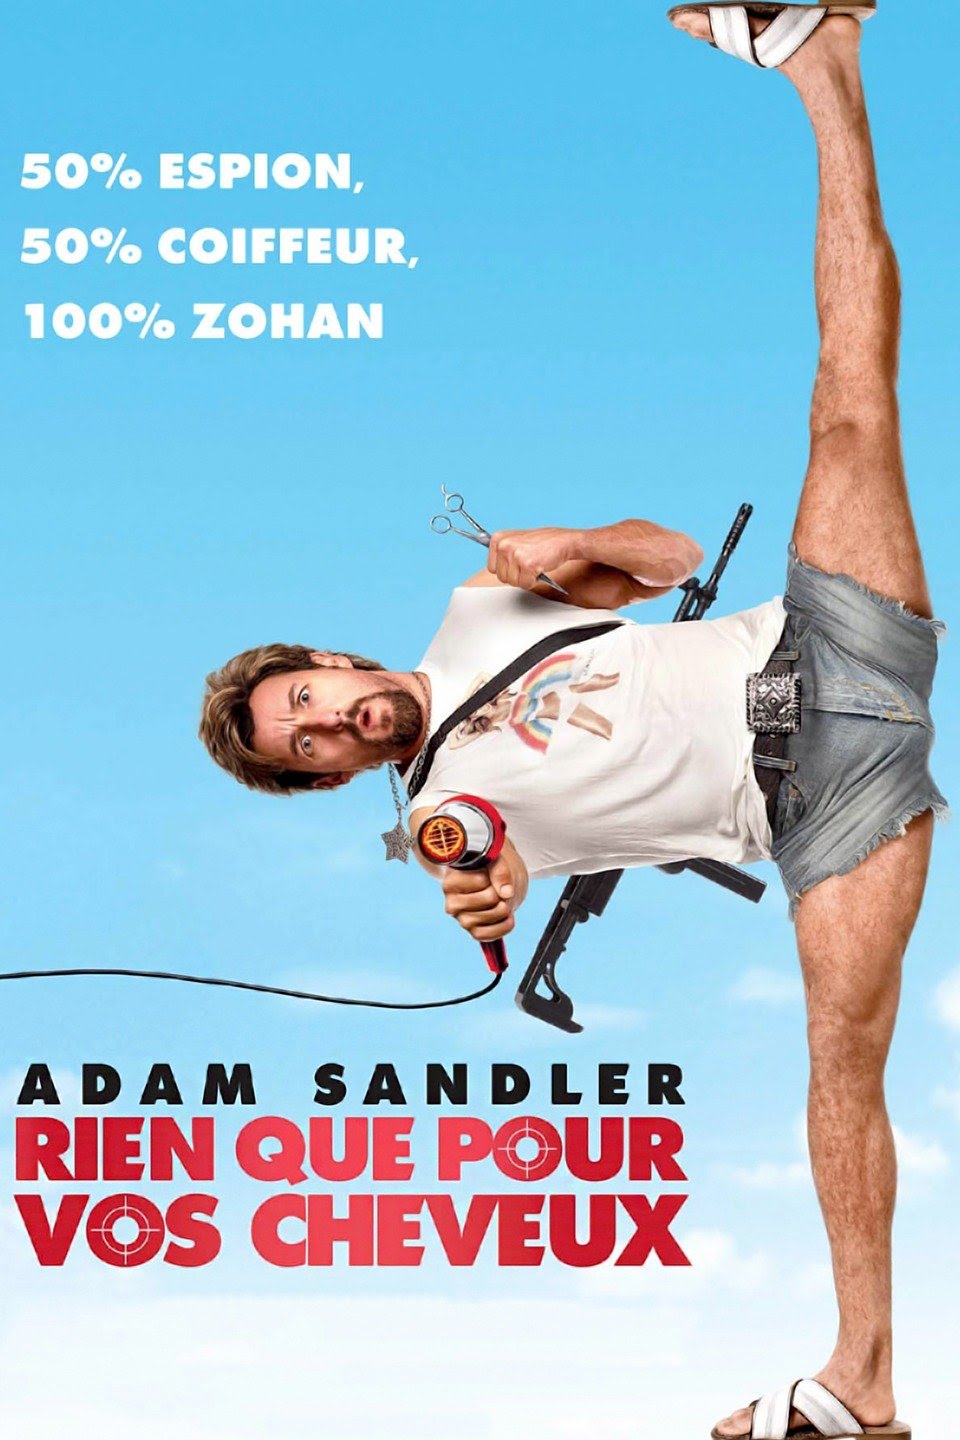 50% ESPION,
50% COIFFEUR,
100% ZOHAN
ADAM SANDLER
RIEN QUE POUR
VOS CHEVEUX